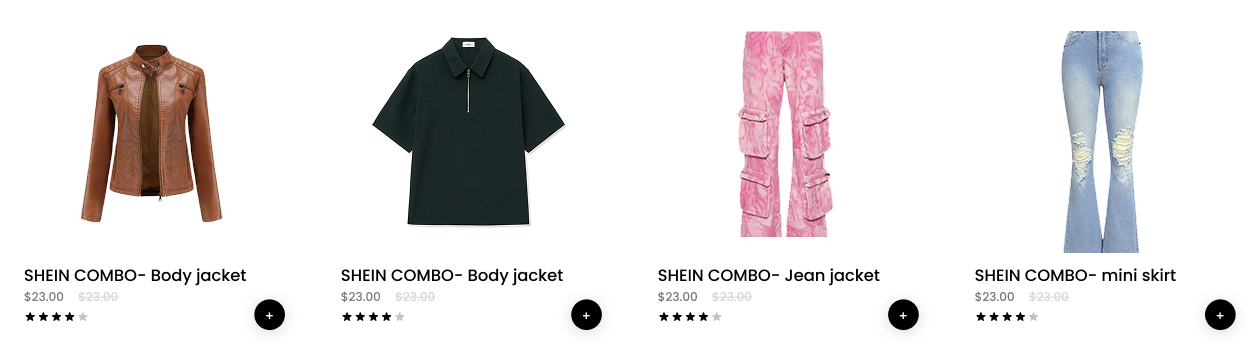 SHEIN COMBO- Body jacket
$23.00 $23.00
+
SHEIN COMBO- Body jacket
$23.00 $23.00
+
SHEIN COMBO- Jean jacket
$23.00 $23.00
+
SHEIN COMBO- mini skirt
$23.00 $23.00
+